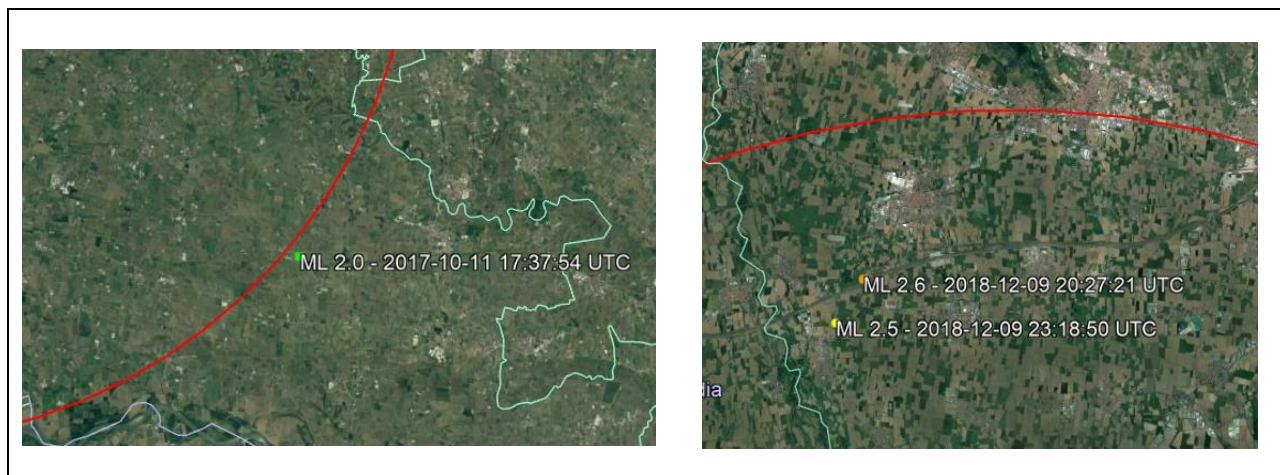 ML 2.0 - 2017-10-11 17:37:54 UTC
ML 2.6 - 2018-12-09 20:27:21 UTC
ML 2.5 - 2018-12-09 23:18:50 UTC
dia